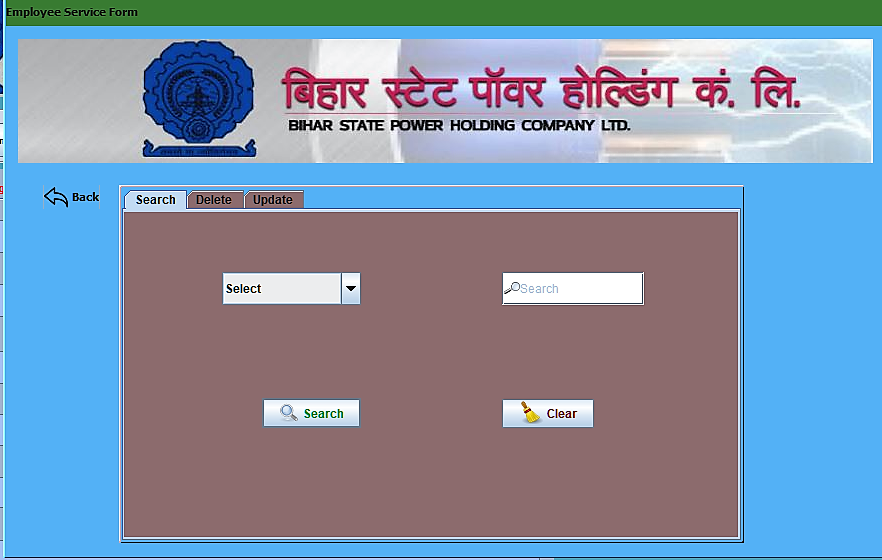 Employee Service Form
बिहार स्टेट पॉवर होल्डिंग कं. लि.
BIHAR STATE POWER HOLDING COMPANY LTD.
Back
Search Delete Update
Select Search
Search Clear